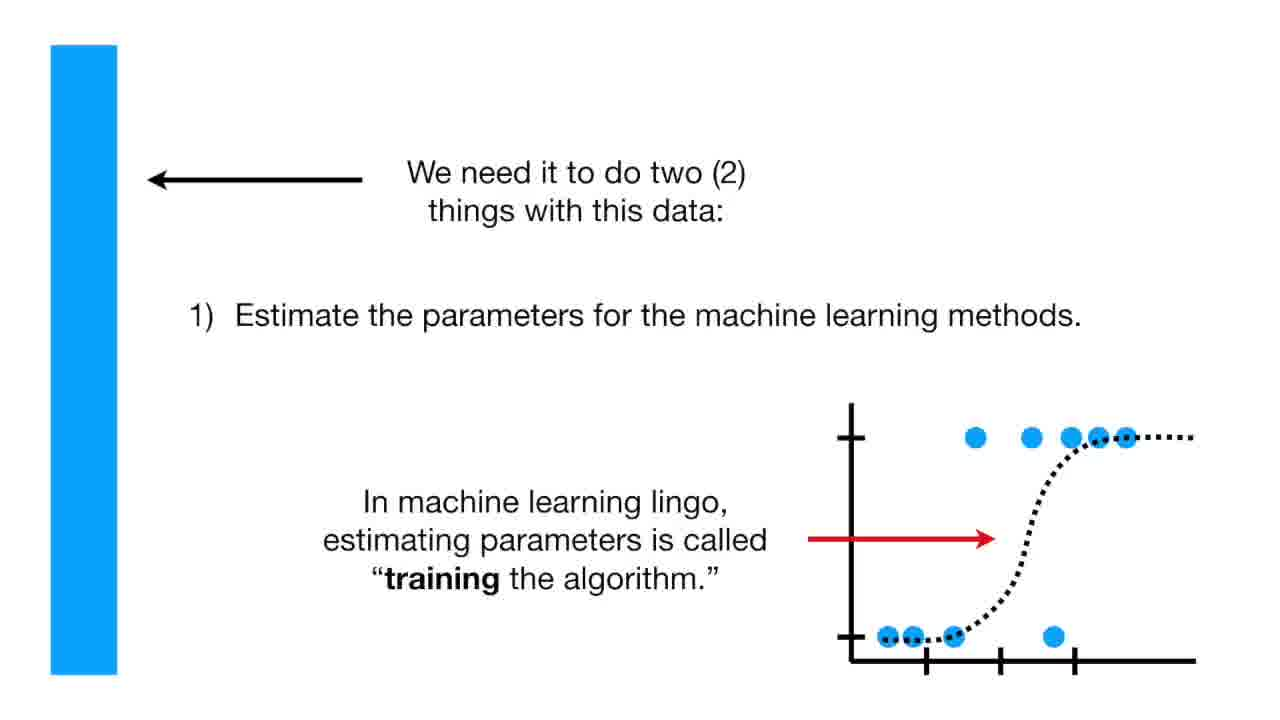 We need it to do two (2)
things with this data:
1) Estimate the parameters for the machine learning methods.
In machine learning lingo,
estimating parameters is called
“training the algorithm.”